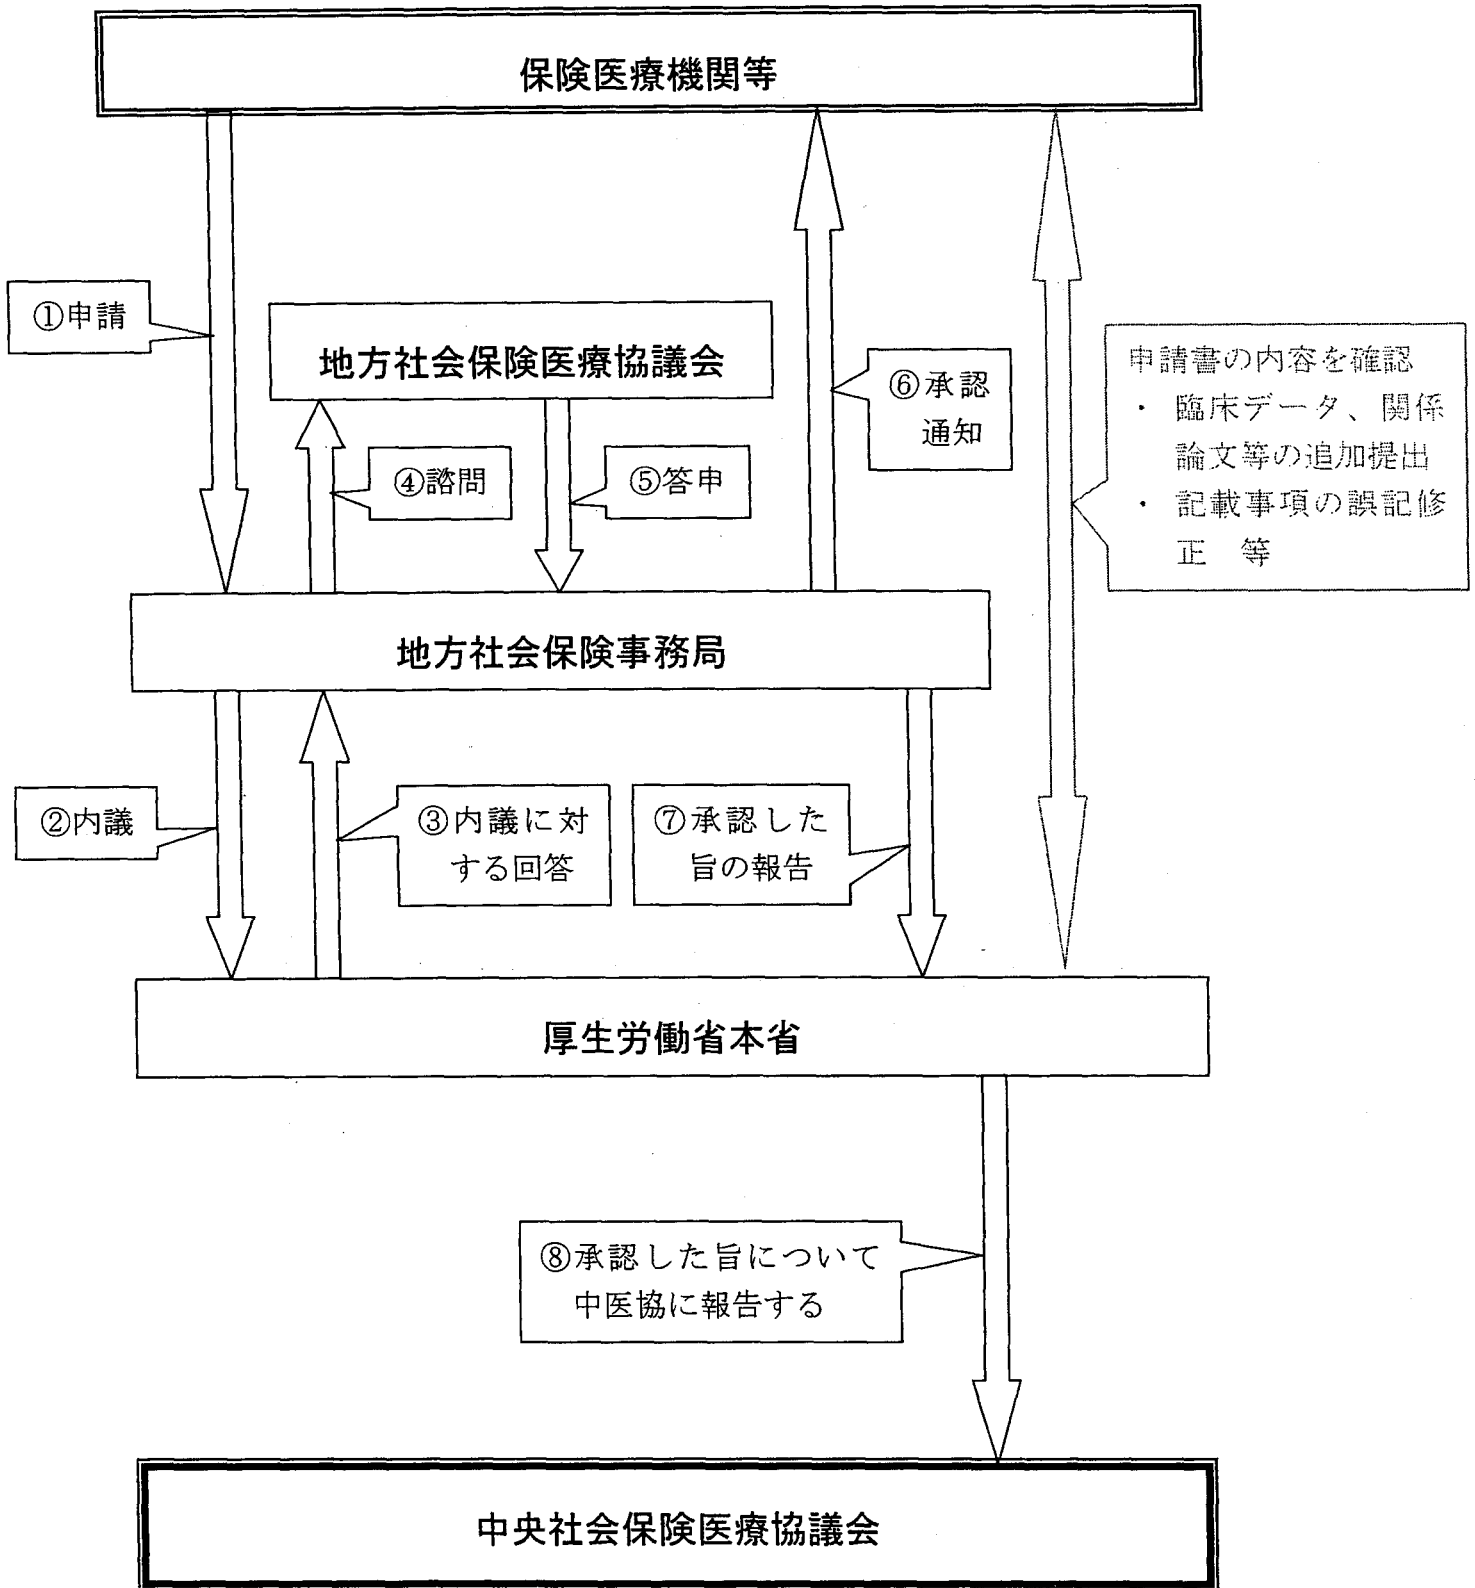 保険医療機関等
①申請
地方社会保険医療協議会
④諮問
⑤答申
⑥承認
通知
申請書の内容を確認
・ 臨床データ、関係
論文等の追加提出
・ 記載事項の誤記修
正 等
地方社会保険事務局
②内議
③内議に対
する回答
⑦承認した
旨の報告
厚生労働省本省
⑧承認した旨について
中医協に報告する
中央社会保険医療協議会